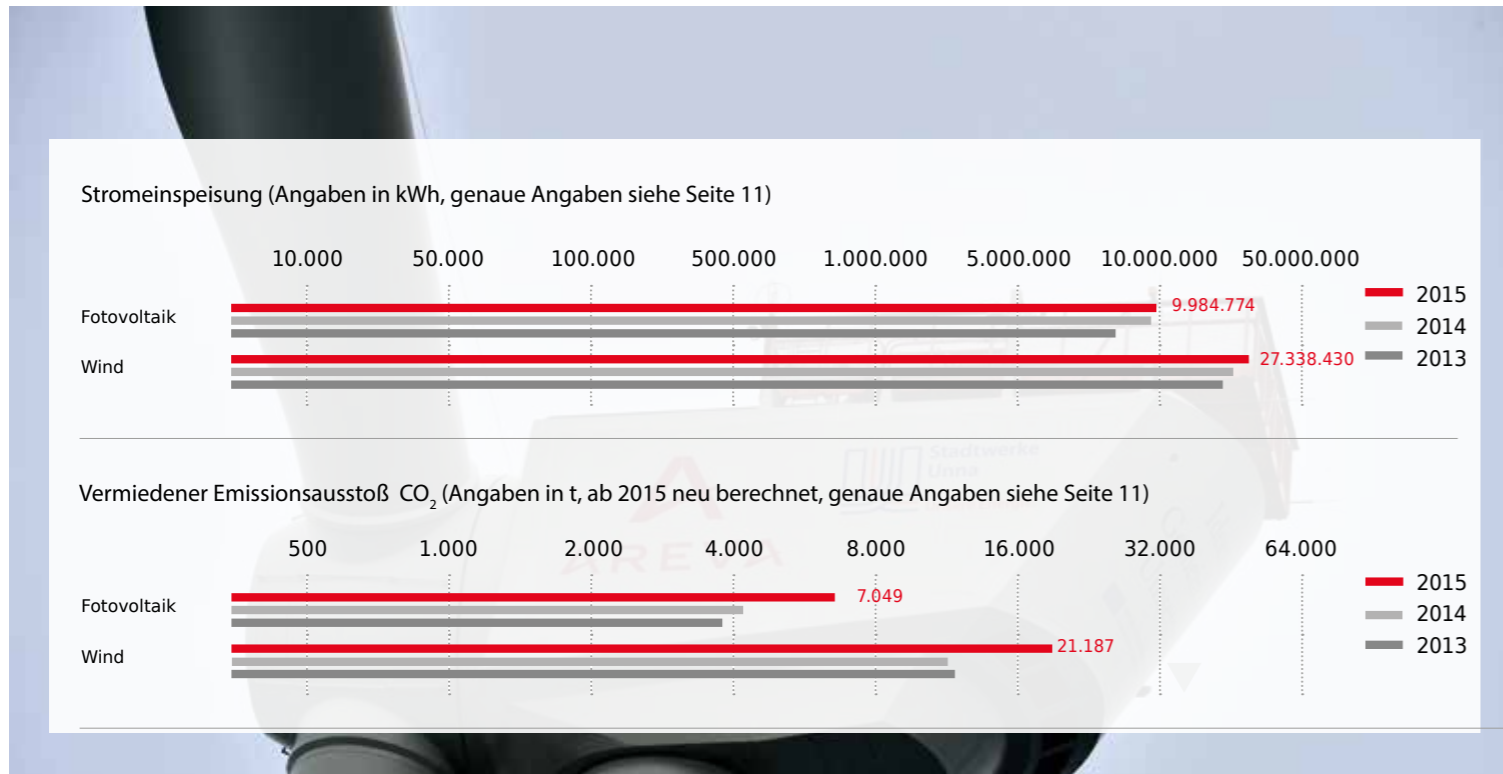 Stromeinspeisung (Angaben in kWh, genaue Angaben siehe Seite 11)
10.000 50.000 100.000 500.000 1.000.000 5.000.000 10.000.000 50.000.000
Fotovoltaik
9.984.774
Wind
27.338.430
2015
2014
2013
Stadtwerke
Unna
Vermiedener Emissionsausstoß CO₂ (Angaben in t, ab 2015 neu berechnet, genaue Angaben siehe Seite 11)
AREVA
500 1.000 2.000 4.000 8.000 16.000 32.000 64.000
Fotovoltaik
7.049
Wind
21.187
2015
2014
2013